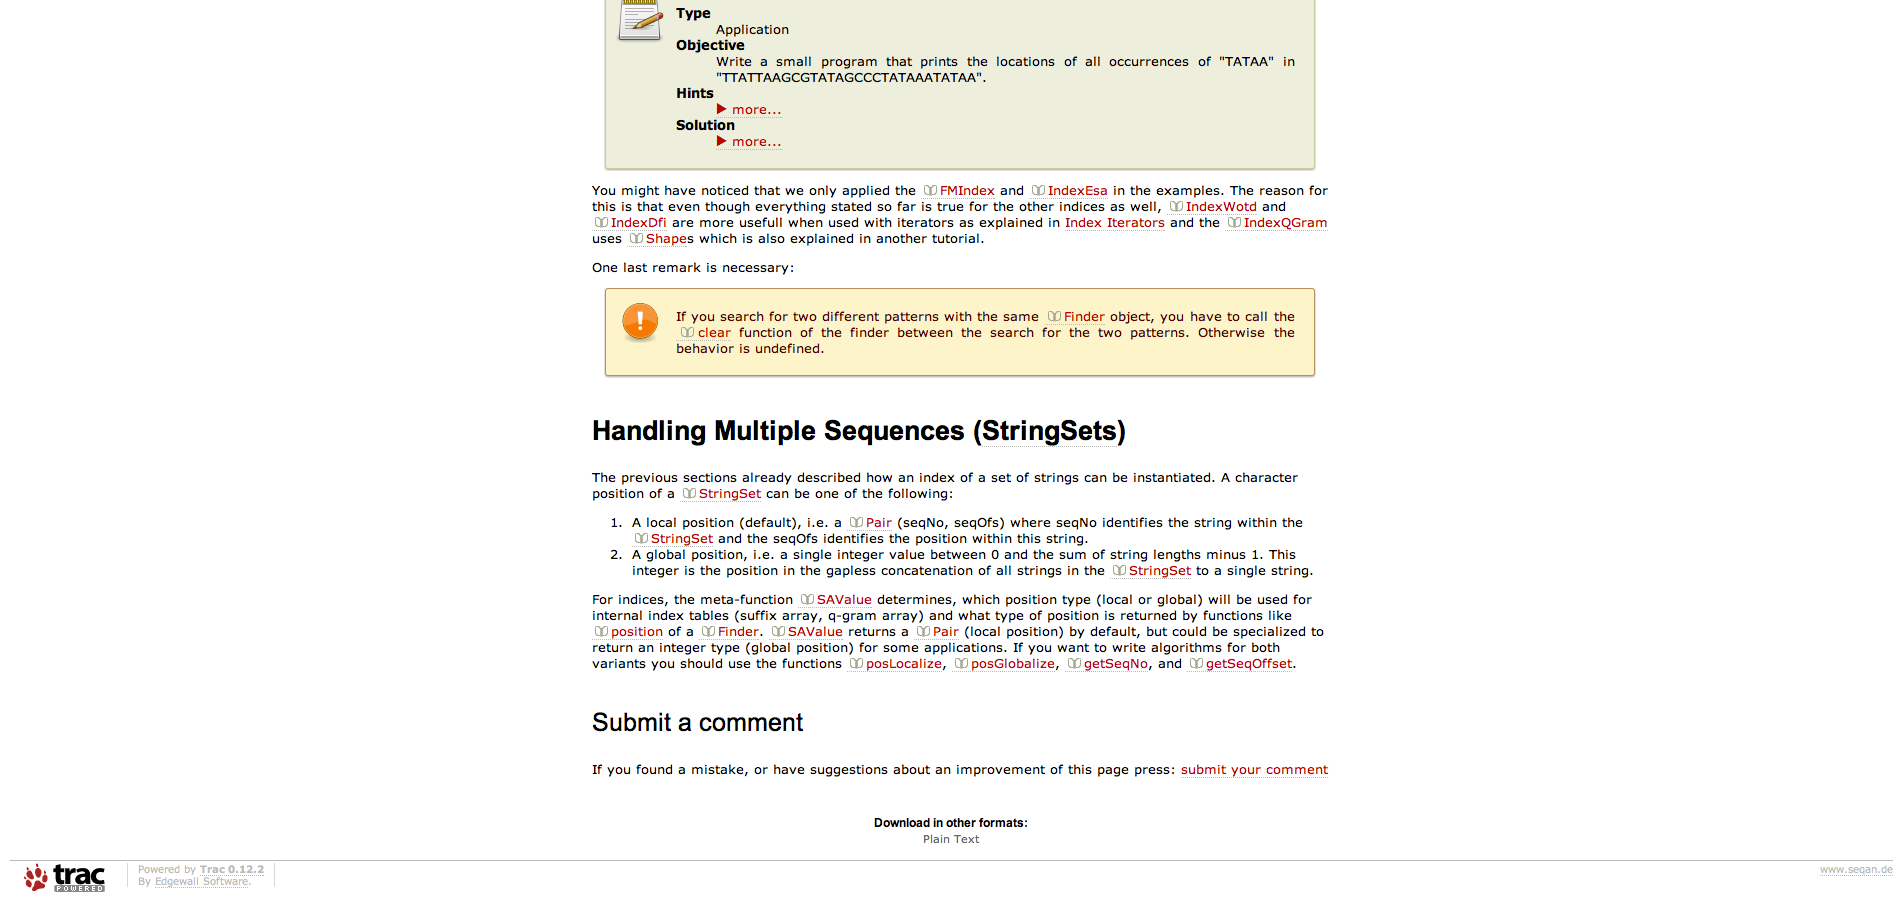 Type
Application
Objective
Write a small program that prints the locations of all occurrences of "TATAA" in
"TTATTAAGCGTATAGCCCTATAAATATAA".
Hints
▶ more...
Solution
▶ more...
You might have noticed that we only applied the FMIndex and IndexEsa in the examples. The reason for
this is that even though everything stated so far is true for the other indices as well, IndexWotd and
IndexDfi are more usefull when used with iterators as explained in Index Iterators and the IndexQGram
uses Shapes which is also explained in another tutorial.
One last remark is necessary:
If you search for two different patterns with the same Finder object, you have to call the
clear function of the finder between the search for the two patterns. Otherwise the
behavior is undefined.
Handling Multiple Sequences (StringSets)
The previous sections already described how an index of a set of strings can be instantiated. A character
position of a StringSet can be one of the following:
1. A local position (default), i.e. a Pair (seqNo, seqOfs) where seqNo identifies the string within the
StringSet and the seqOfs identifies the position within this string.
2. A global position, i.e. a single integer value between 0 and the sum of string lengths minus 1. This
integer is the position in the gapless concatenation of all strings in the StringSet to a single string.
For indices, the meta-function SAValue determines, which position type (local or global) will be used for
internal index tables (suffix array, q-gram array) and what type of position is returned by functions like
position of a Finder. SAValue returns a Pair (local position) by default, but could be specialized to
return an integer type (global position) for some applications. If you want to write algorithms for both
variants you should use the functions posLocalize, posGlobalize, getSeqNo, and getSeqOffset.
Submit a comment
If you found a mistake, or have suggestions about an improvement of this page press: submit your comment
Download in other formats:
Plain Text
trac
POWERED
Powered by Trac 0.12.2
By Edgewall Software.
www.seqan.de